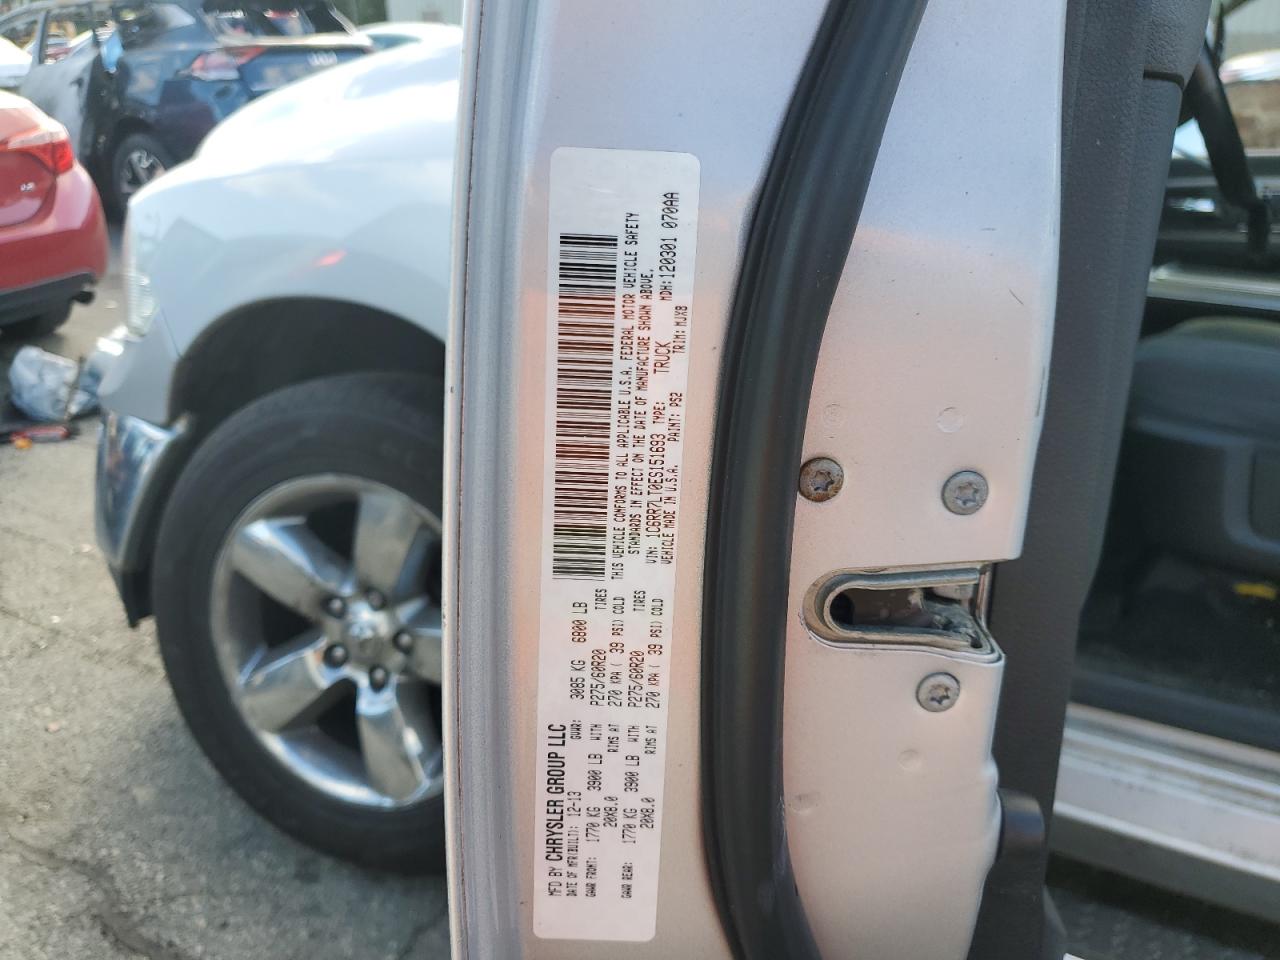 MFD BY CHRYSLER GROUP LLC
DATE OF MFR(BUILT): 12-13 GVWR: 3085 KG 6800 LB
GAWR FRONT: 1770 KG 3900 LB WITH P275/60R20 TIRES
20X8.0 RIMS AT 270 KPA ( 39 PSI) COLD
GAWR REAR: 1770 KG 3900 LB WITH P275/60R20 TIRES
20X8.0 RIMS AT 270 KPA ( 39 PSI) COLD
THIS VEHICLE CONFORMS TO ALL APPLICABLE U.S.A. FEDERAL MOTOR VEHICLE SAFETY
STANDARDS IN EFFECT ON THE DATE OF MANUFACTURE SHOWN ABOVE.
VIN: 1C6RR7LT0ES151693 TYPE: TRUCK MDH: 120301 070AA
VEHICLE MADE IN U.S.A. PAINT: PS2 TRIM: MJX8